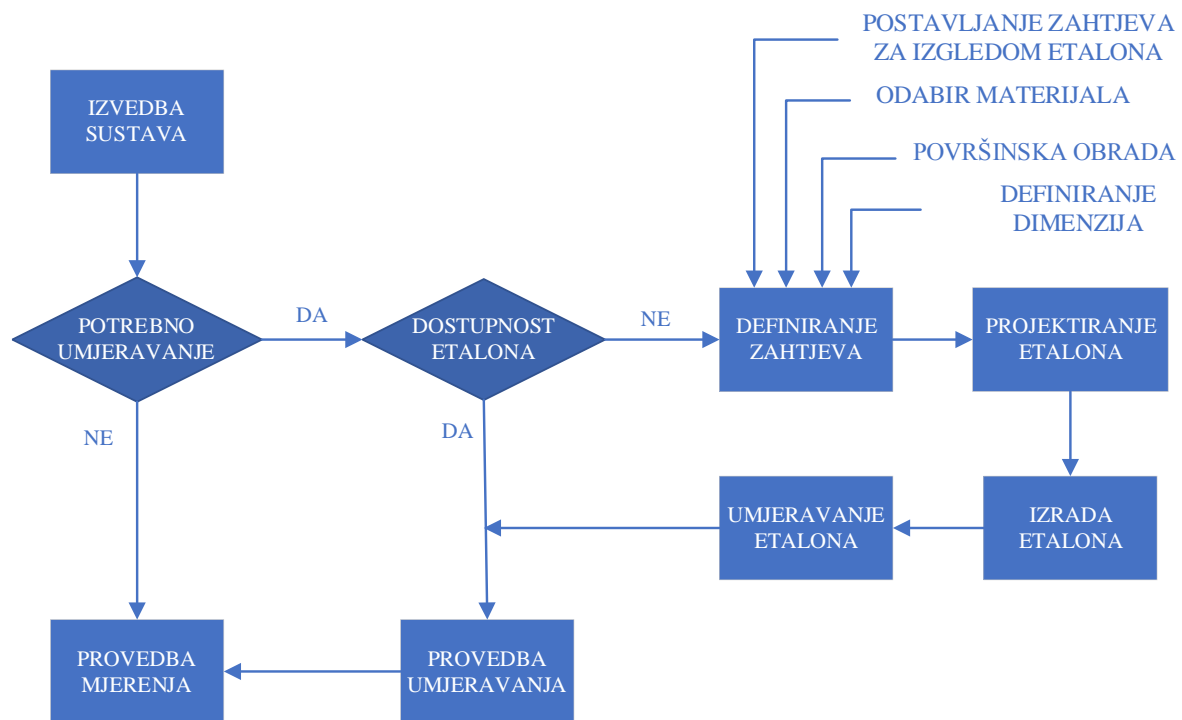 POSTAVLJANJE ZAHTJEVA
ZA IZGLEDOM ETALONA
ODABIR MATERIJALA
POVRŠINSKA OBRADA
DEFINIRANJE
DIMENZIJA
IZVEDBA
SUSTAVA
POTREBNO
UMJERAVANJE
DA
DOSTUPNOST
ETALONA
NE
DEFINIRANJE
ZAHTJEVA
PROJEKTIRANJE
ETALONA
NE
DA
UMJERAVANJE
ETALONA
IZRADA
ETALONA
PROVEDBA
MJERENJA
PROVEDBA
UMJERAVANJA